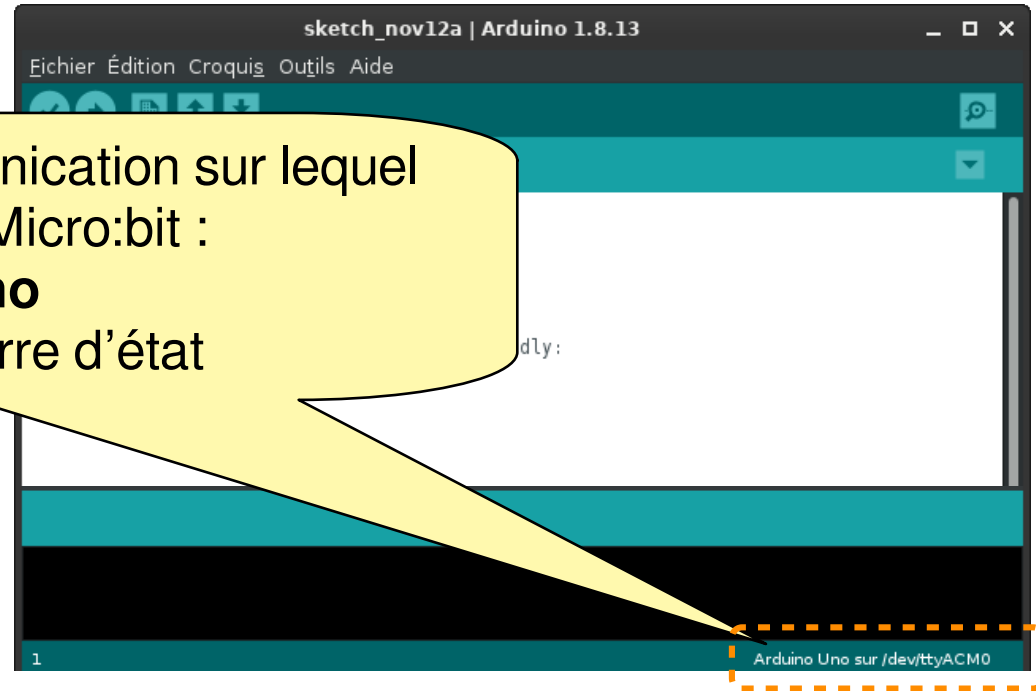 sketch_nov12a | Arduino 1.8.13
Fichier Édition Croquis Outils Aide
nication sur lequel
Micro:bit :
no
rre d’état
dly:
1
Arduino Uno sur /dev/ttyACM0